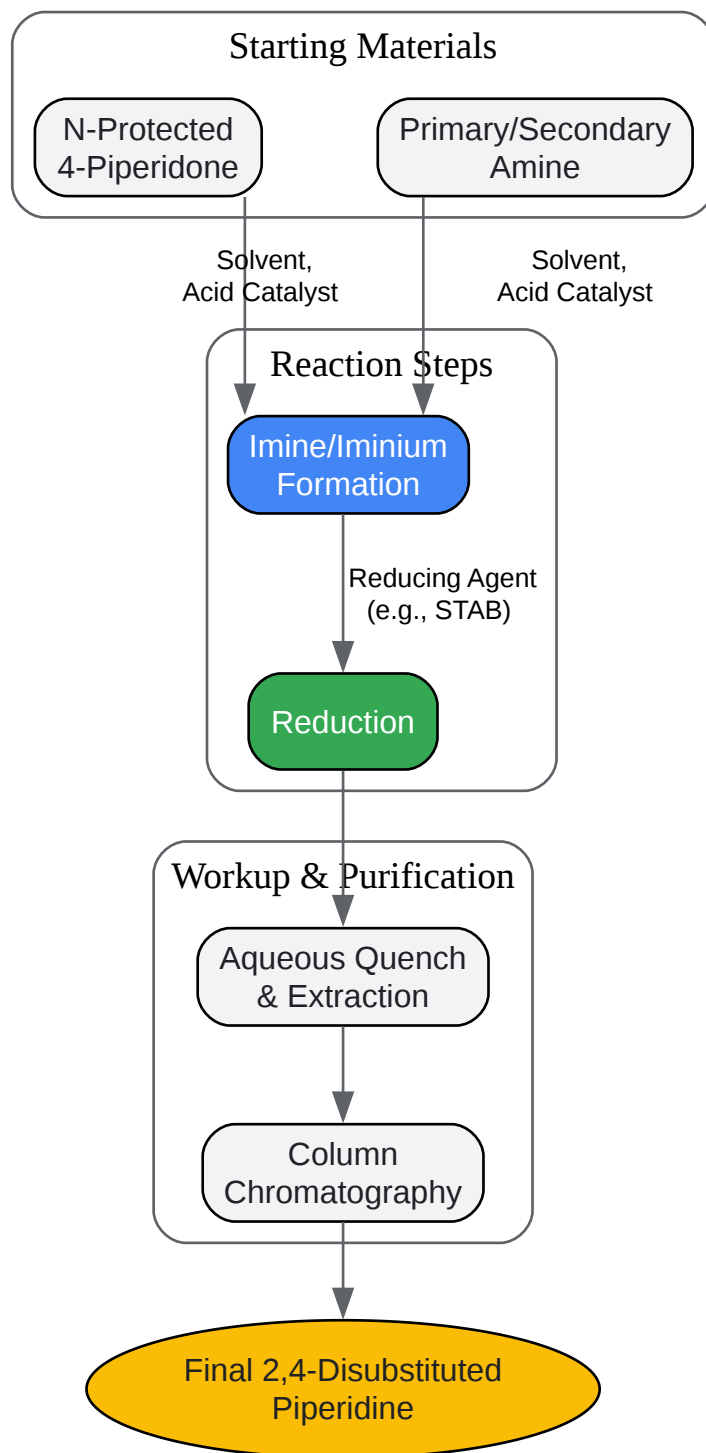 Starting Materials
N-Protected
4-Piperidone
Primary/Secondary
Amine
Solvent,
Acid Catalyst
Solvent,
Acid Catalyst
Reaction Steps
Imine/Iminium
Formation
Reducing Agent
(e.g., STAB)
Reduction
Workup & Purification
Aqueous Quench
& Extraction
Column
Chromatography
Final 2,4-Disubstituted
Piperidine